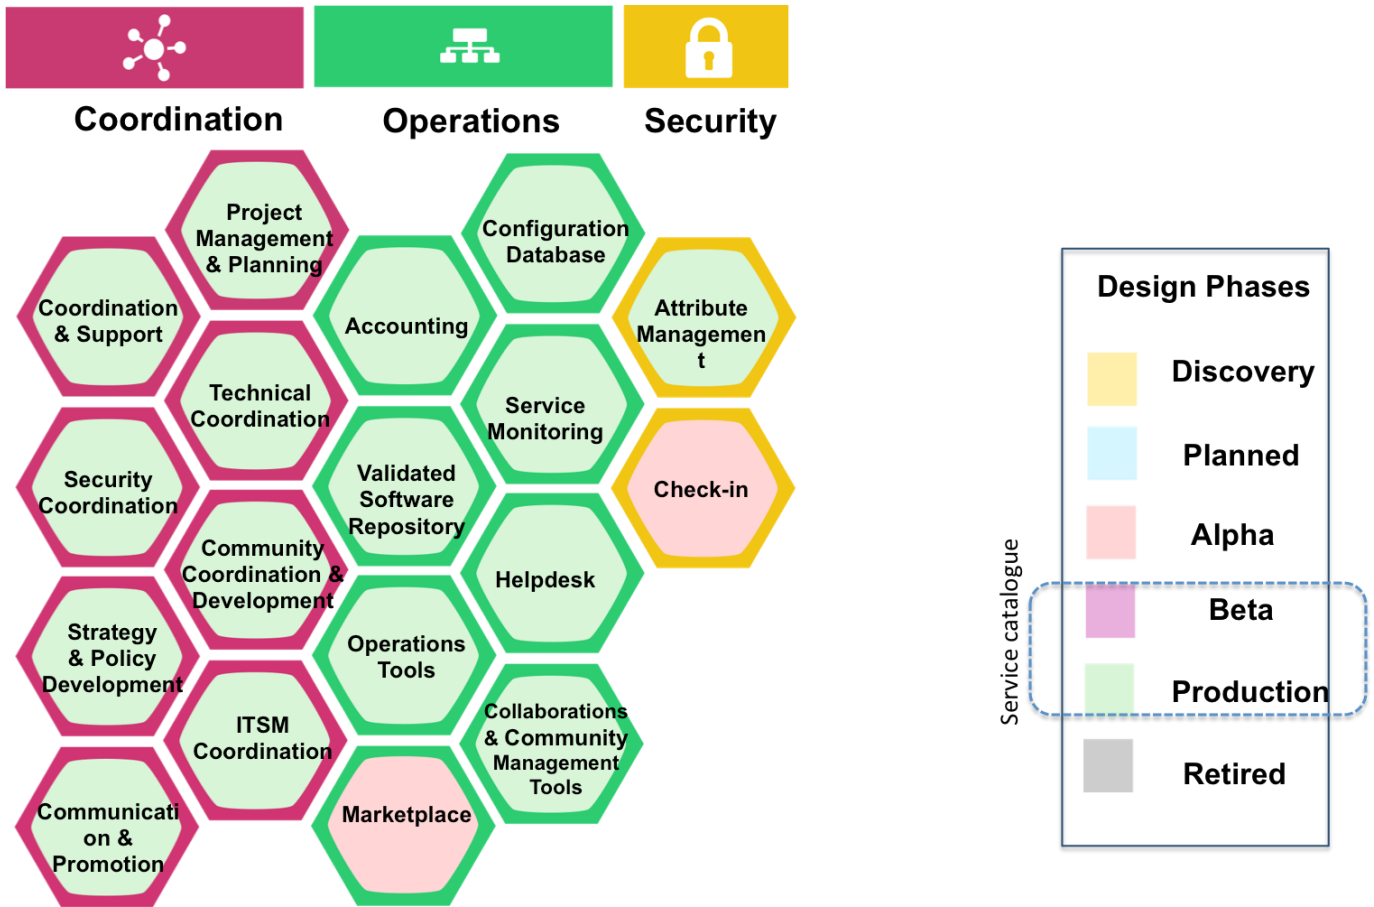 Coordination
Operations
Security
Project
Management
& Planning
Configuration
Database
Coordination
& Support
Accounting
Attribute
Managemen
t
Technical
Coordination
Service
Monitoring
Security
Coordination
Validated
Software
Repository
Check-in
Community
Coordination &
Development
Helpdesk
Strategy
& Policy
Development
Operations
Tools
ITSM
Coordination
Collaborations
& Community
Management
Tools
Communicati
on &
Promotion
Marketplace
Design Phases
Discovery
Planned
Alpha
Beta
Production
Retired
Service catalogue